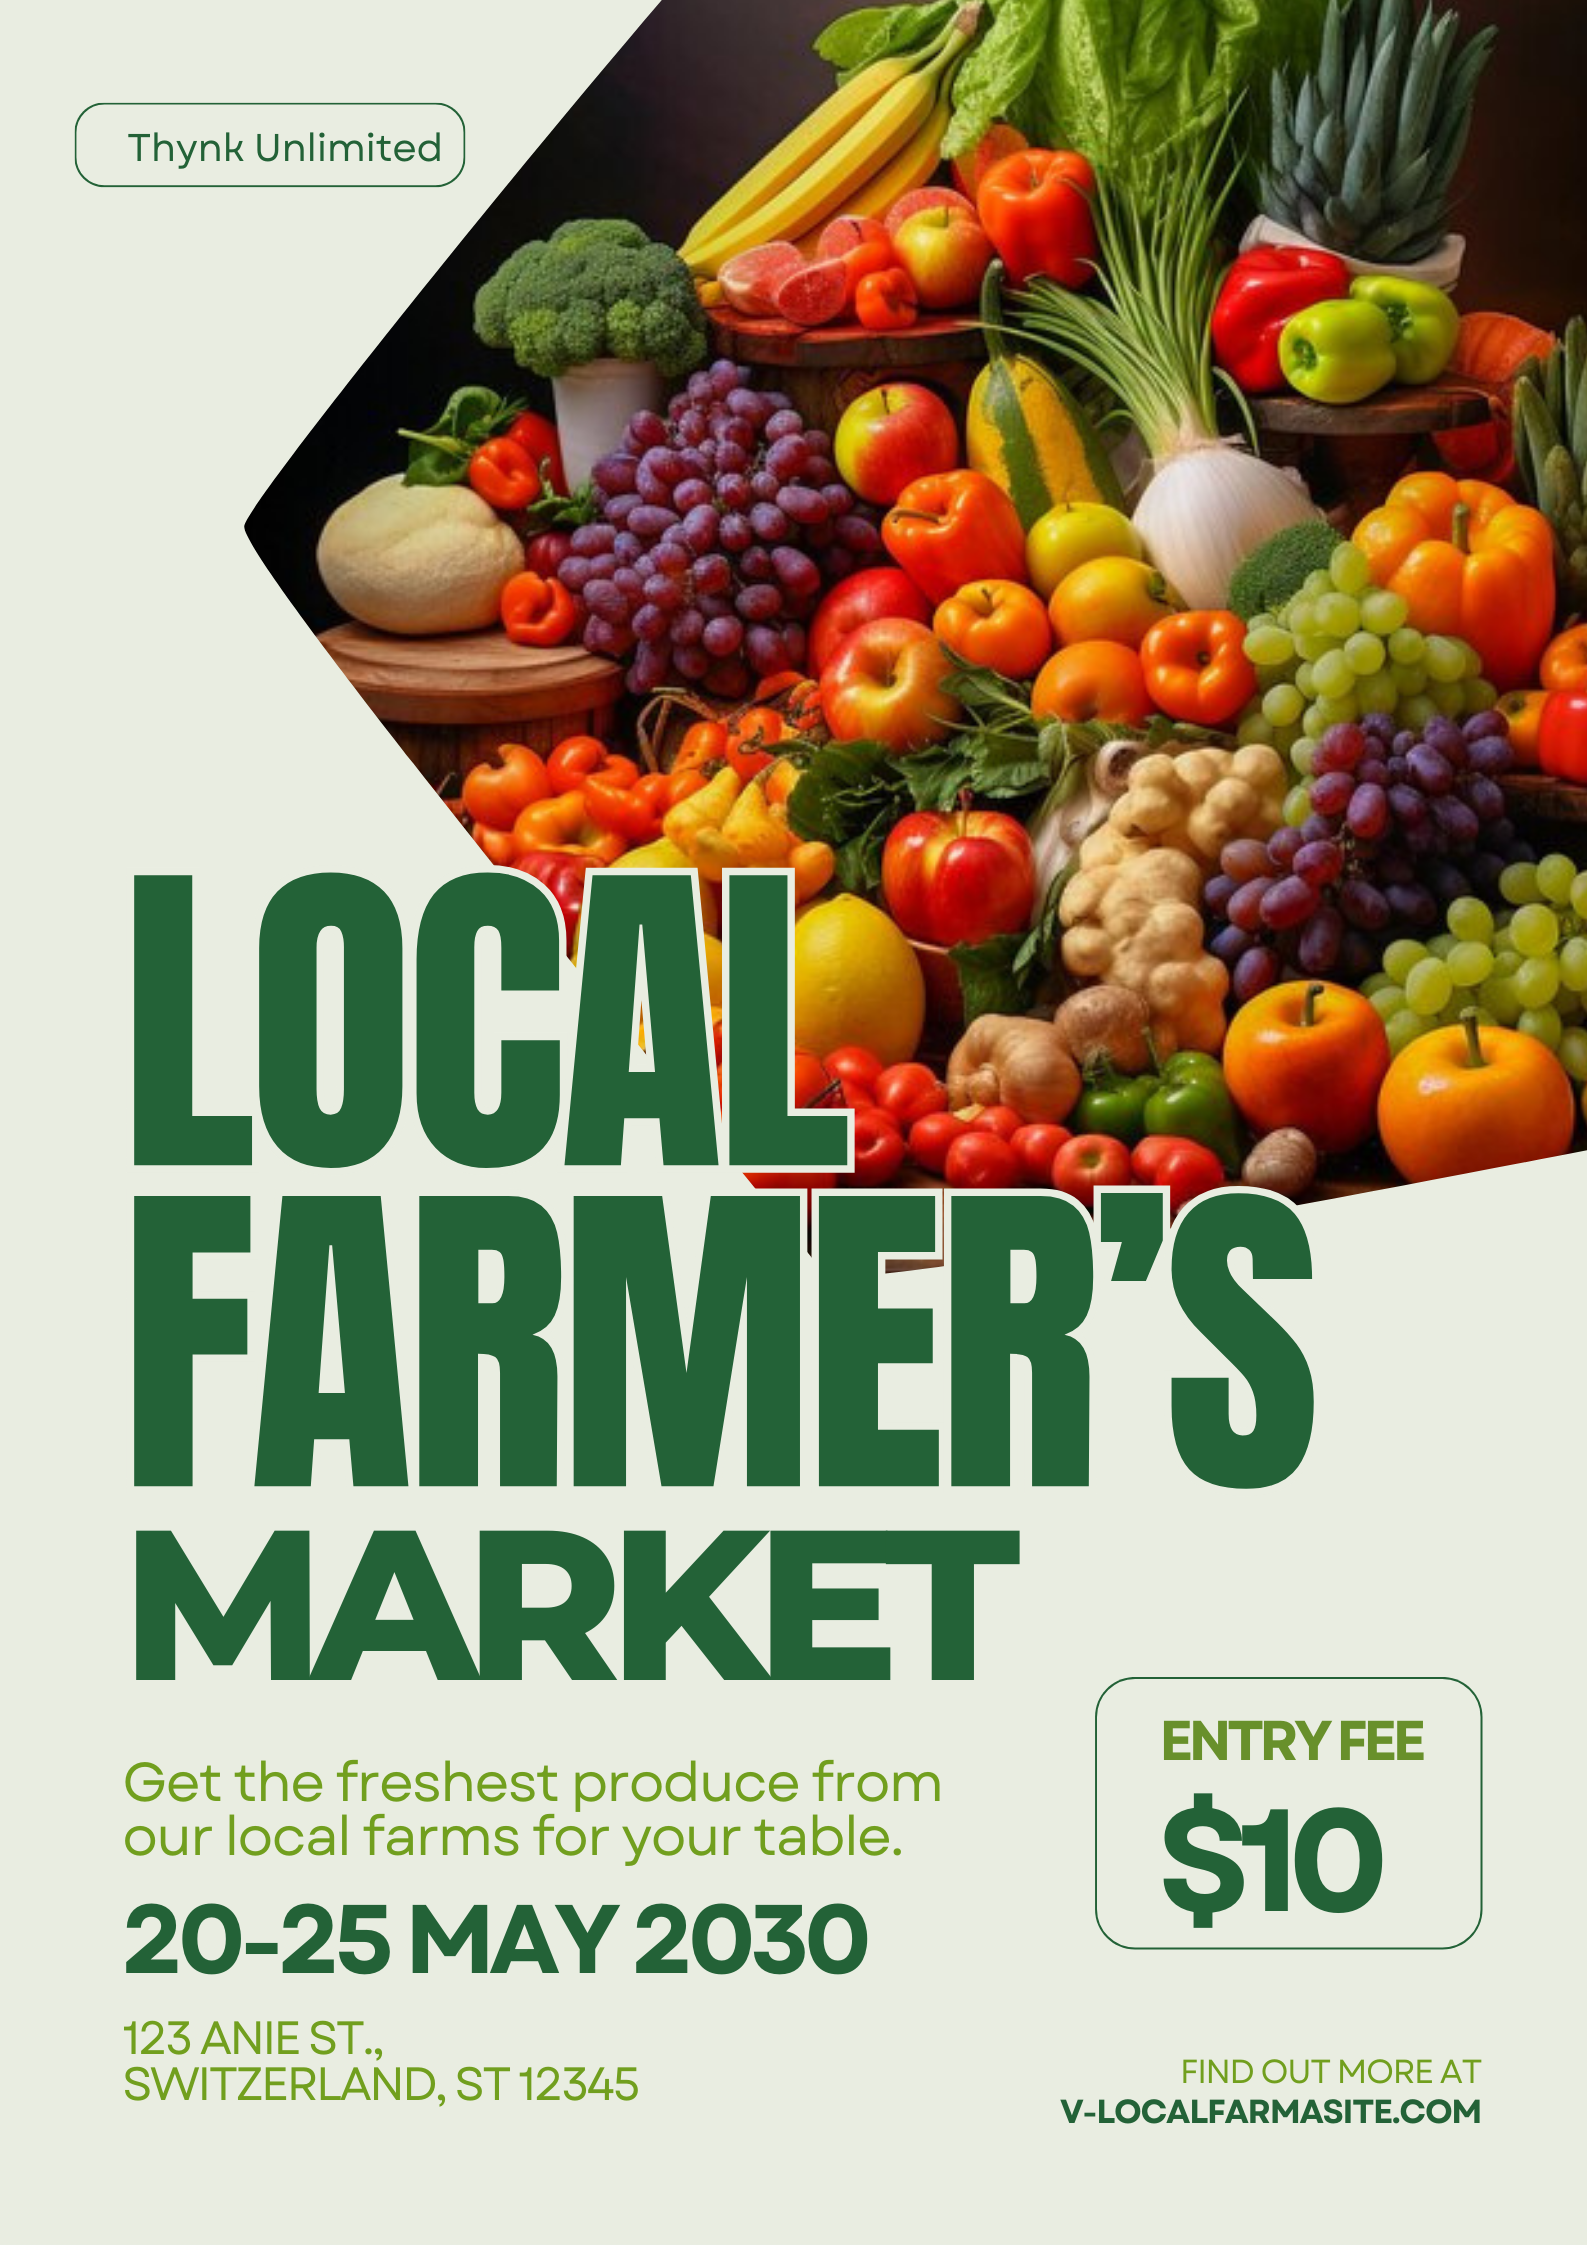 Thynk Unlimited
LOCAL
FARMER’S
MARKET
Get the freshest produce from
our local farms for your table.
20-25 MAY 2030
123 ANIE ST.,
SWITZERLAND, ST 12345
ENTRY FEE
$10
FIND OUT MORE AT
V-LOCALFARMASITE.COM